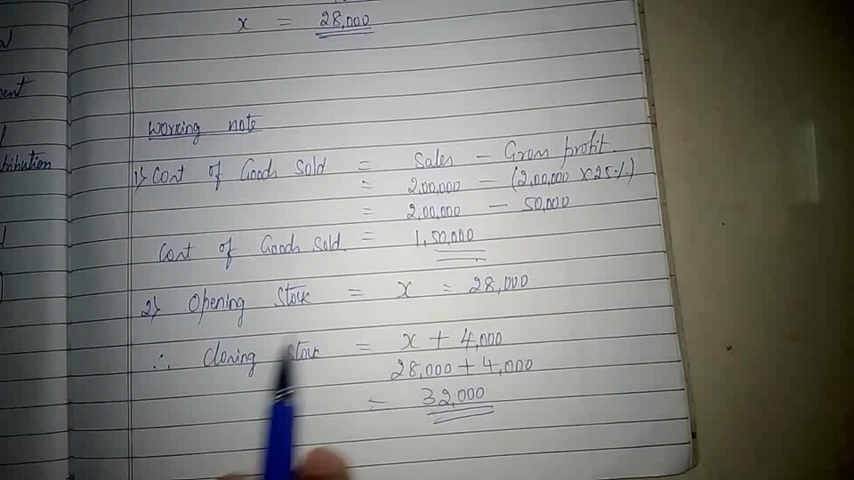 x = 28,000
Working note
1) Cost of Goods sold = Sales - Gross profit.
= 2,00,000 - (2,00,000 x 25%)
= 2,00,000 - 50,000
Cost of Goods sold. = 1,50,000
2) Opening stock = x = 28,000
∴ Closing stock = x + 4,000
28,000 + 4,000
= 32,000